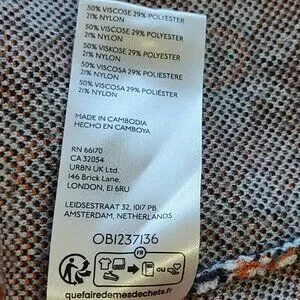 50% VISCOSE 29% POLYESTER
21% NYLON
50% VISCOSE 29% POLYESTER
21% NYLON
50% VISKOSE 29% POLYESTER
21% NYLON
50% VISCOSA 29% POLIESTERE
21% NYLON
50% VISCOSA 29% POLIÉSTER
21% NYLON
MADE IN CAMBODIA
HECHO EN CAMBOYA
RN 66170
CA 32054
URBN UK Ltd.
146 Brick Lane,
LONDON, E1 6RU
LEIDSESTRAAT 32, 1017 PB
AMSTERDAM, NETHERLANDS
OB1237136
FR
OU
quefairedemesdechets.fr